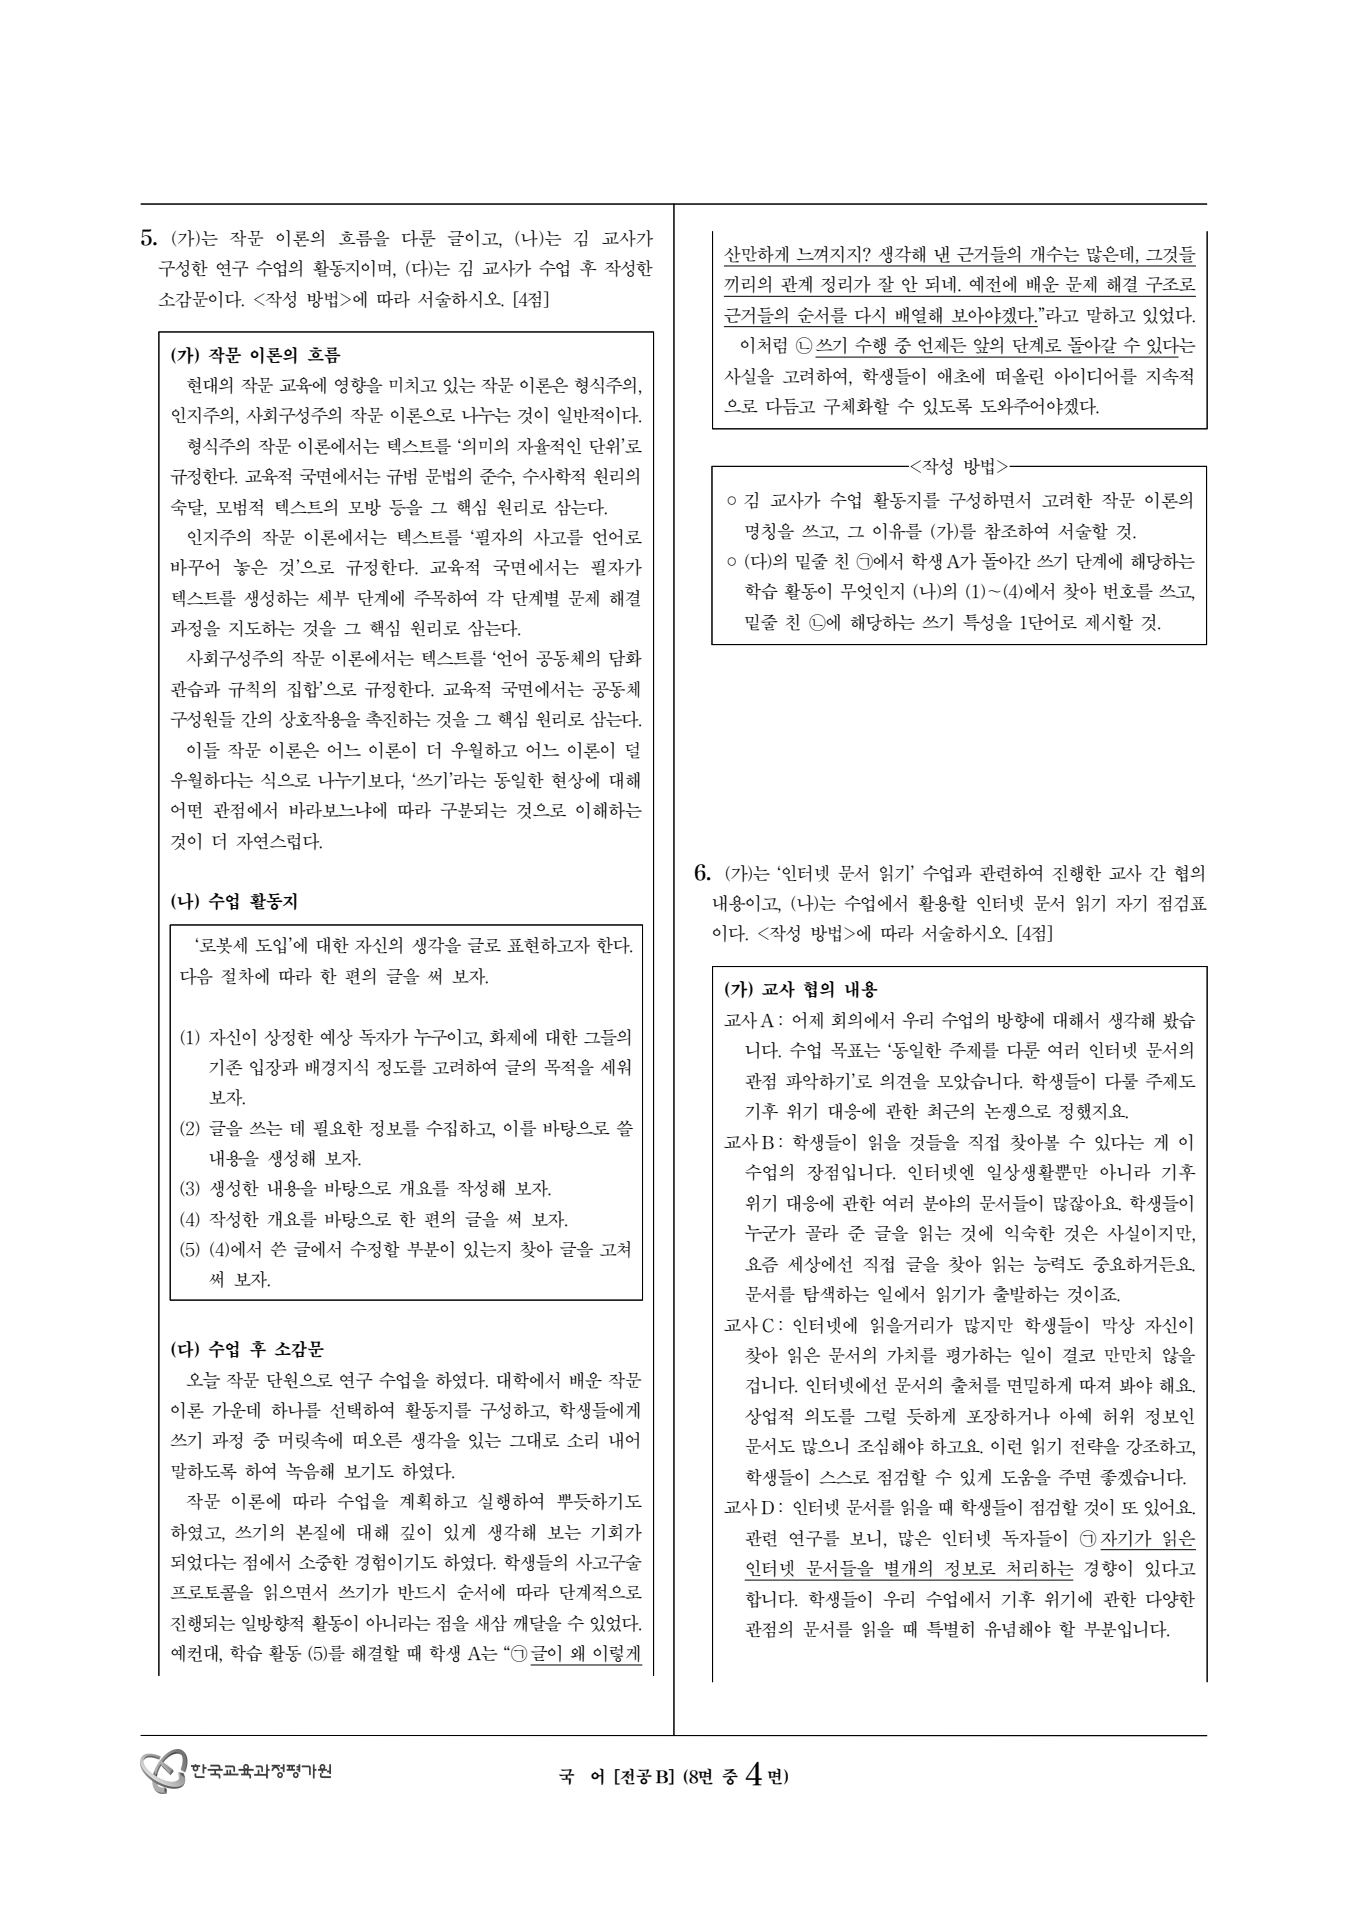 5. (가)는 작문 이론의 흐름을 다룬 글이고, (나)는 김 교사가
구성한 연구 수업의 활동지이며, (다)는 김 교사가 수업 후 작성한
소감문이다. <작성 방법>에 따라 서술하시오. [4점]
(가) 작문 이론의 흐름
현대의 작문 교육에 영향을 미치고 있는 작문 이론은 형식주의,
인지주의, 사회구성주의 작문 이론으로 나누는 것이 일반적이다.
형식주의 작문 이론에서는 텍스트를 ‘의미의 자율적인 단위’로
규정한다. 교육적 국면에서는 규범 문법의 준수, 수사학적 원리의
숙달, 모범적 텍스트의 모방 등을 그 핵심 원리로 삼는다.
인지주의 작문 이론에서는 텍스트를 ‘필자의 사고를 언어로
바꾸어 놓은 것’으로 규정한다. 교육적 국면에서는 필자가
텍스트를 생성하는 세부 단계에 주목하여 각 단계별 문제 해결
과정을 지도하는 것을 그 핵심 원리로 삼는다.
사회구성주의 작문 이론에서는 텍스트를 ‘언어 공동체의 담화
관습과 규칙의 집합’으로 규정한다. 교육적 국면에서는 공동체
구성원들 간의 상호작용을 촉진하는 것을 그 핵심 원리로 삼는다.
이들 작문 이론은 어느 이론이 더 우월하고 어느 이론이 덜
우월하다는 식으로 나누기보다, ‘쓰기’라는 동일한 현상에 대해
어떤 관점에서 바라보느냐에 따라 구분되는 것으로 이해하는
것이 더 자연스럽다.
(나) 수업 활동지
‘로봇세 도입’에 대한 자신의 생각을 글로 표현하고자 한다.
다음 절차에 따라 한 편의 글을 써 보자.
(1) 자신이 상정한 예상 독자가 누구이고, 화제에 대한 그들의
기존 입장과 배경지식 정도를 고려하여 글의 목적을 세워
보자.
(2) 글을 쓰는 데 필요한 정보를 수집하고, 이를 바탕으로 쓸
내용을 생성해 보자.
(3) 생성한 내용을 바탕으로 개요를 작성해 보자.
(4) 작성한 개요를 바탕으로 한 편의 글을 써 보자.
(5) (4)에서 쓴 글에서 수정할 부분이 있는지 찾아 글을 고쳐
써 보자.
(다) 수업 후 소감문
오늘 작문 단원으로 연구 수업을 하였다. 대학에서 배운 작문
이론 가운데 하나를 선택하여 활동지를 구성하고, 학생들에게
쓰기 과정 중 머릿속에 떠오른 생각을 있는 그대로 소리 내어
말하도록 하여 녹음해 보기도 하였다.
작문 이론에 따라 수업을 계획하고 실행하여 뿌듯하기도
하였고, 쓰기의 본질에 대해 깊이 있게 생각해 보는 기회가
되었다는 점에서 소중한 경험이기도 하였다. 학생들의 사고구술
프로토콜을 읽으면서 쓰기가 반드시 순서에 따라 단계적으로
진행되는 일방향적 활동이 아니라는 점을 새삼 깨달을 수 있었다.
예컨대, 학습 활동 (5)를 해결할 때 학생 A는 “㉠글이 왜 이렇게
산만하게 느껴지지? 생각해 낸 근거들의 개수는 많은데, 그것들
끼리의 관계 정리가 잘 안 되네. 예전에 배운 문제 해결 구조로
근거들의 순서를 다시 배열해 보아야겠다.”라고 말하고 있었다.
이처럼 ㉡쓰기 수행 중 언제든 앞의 단계로 돌아갈 수 있다는
사실을 고려하여, 학생들이 애초에 떠올린 아이디어를 지속적
으로 다듬고 구체화할 수 있도록 도와주어야겠다.
<작성 방법>
○ 김 교사가 수업 활동지를 구성하면서 고려한 작문 이론의
명칭을 쓰고, 그 이유를 (가)를 참조하여 서술할 것.
○ (다)의 밑줄 친 ㉠에서 학생 A가 돌아간 쓰기 단계에 해당하는
학습 활동이 무엇인지 (나)의 (1)~(4)에서 찾아 번호를 쓰고,
밑줄 친 ㉡에 해당하는 쓰기 특성을 1단어로 제시할 것.
6. (가)는 ‘인터넷 문서 읽기’ 수업과 관련하여 진행한 교사 간 협의
내용이고, (나)는 수업에서 활용할 인터넷 문서 읽기 자기 점검표
이다. <작성 방법>에 따라 서술하시오. [4점]
(가) 교사 협의 내용
교사 A : 어제 회의에서 우리 수업의 방향에 대해서 생각해 봤습
니다. 수업 목표는 ‘동일한 주제를 다룬 여러 인터넷 문서의
관점 파악하기’로 의견을 모았습니다. 학생들이 다룰 주제도
기후 위기 대응에 관한 최근의 논쟁으로 정했지요.
교사 B : 학생들이 읽을 것들을 직접 찾아볼 수 있다는 게 이
수업의 장점입니다. 인터넷엔 일상생활뿐만 아니라 기후
위기 대응에 관한 여러 분야의 문서들이 많잖아요. 학생들이
누군가 골라 준 글을 읽는 것에 익숙한 것은 사실이지만,
요즘 세상에선 직접 글을 찾아 읽는 능력도 중요하거든요.
문서를 탐색하는 일에서 읽기가 출발하는 것이죠.
교사 C : 인터넷에 읽을거리가 많지만 학생들이 막상 자신이
찾아 읽은 문서의 가치를 평가하는 일이 결코 만만치 않을
겁니다. 인터넷에선 문서의 출처를 면밀하게 따져 봐야 해요.
상업적 의도를 그럴 듯하게 포장하거나 아예 허위 정보인
문서도 많으니 조심해야 하고요. 이런 읽기 전략을 강조하고,
학생들이 스스로 점검할 수 있게 도움을 주면 좋겠습니다.
교사 D : 인터넷 문서를 읽을 때 학생들이 점검할 것이 또 있어요.
관련 연구를 보니, 많은 인터넷 독자들이 ㉠자기가 읽은
인터넷 문서들을 별개의 정보로 처리하는 경향이 있다고
합니다. 학생들이 우리 수업에서 기후 위기에 관한 다양한
관점의 문서를 읽을 때 특별히 유념해야 할 부분입니다.
한국교육과정평가원
국 어 [전공 B] (8면 중 4 면)